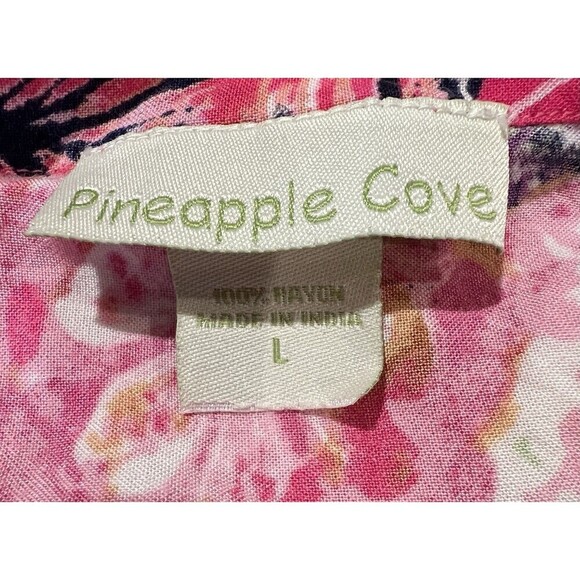 Pineapple Cove
100% RAYON
MADE IN INDIA
L